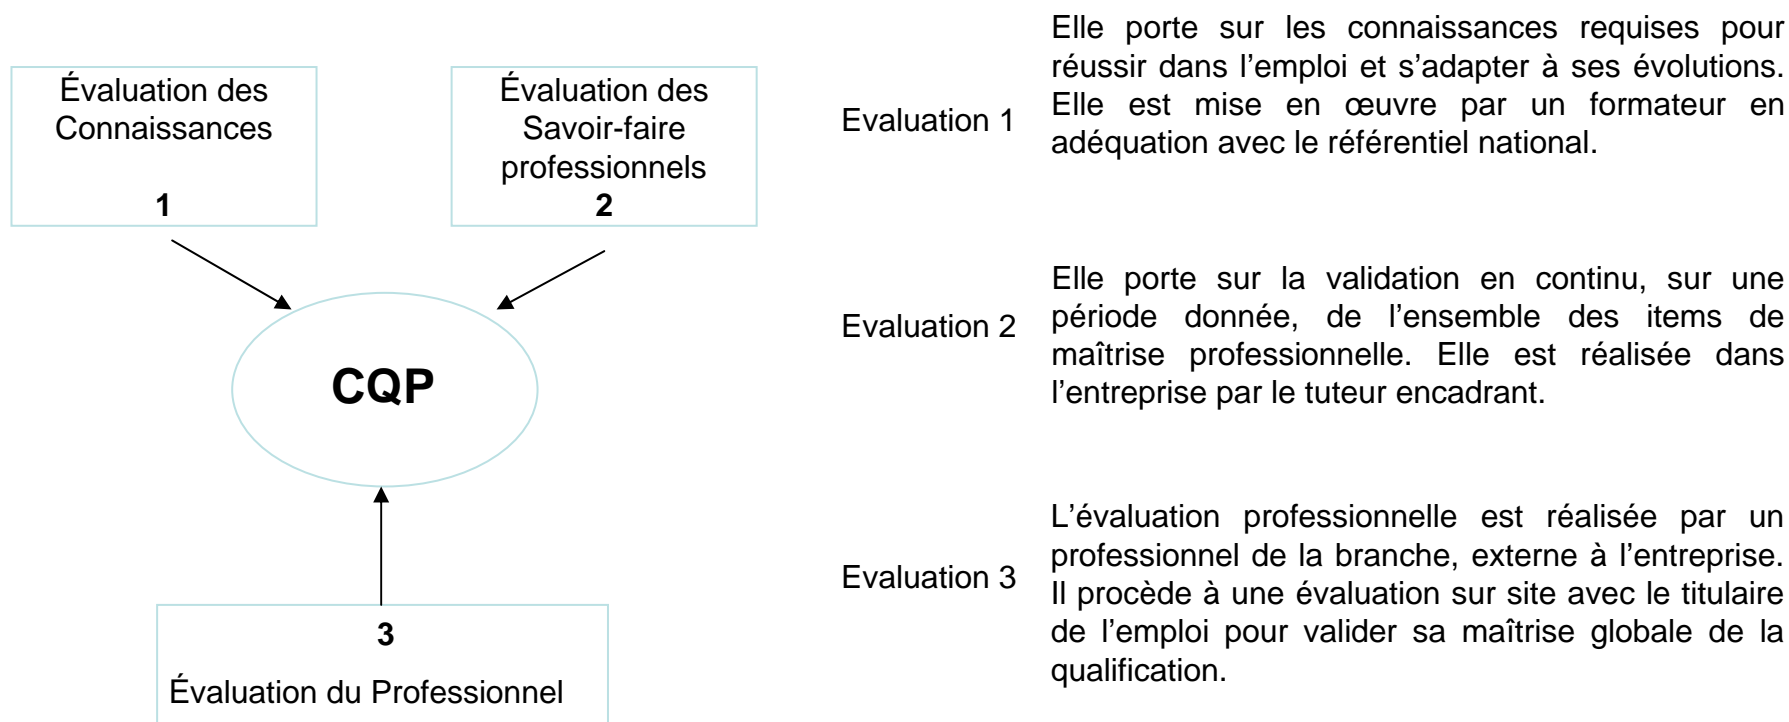 Évaluation des
Connaissances
1
Évaluation des
Savoir-faire
professionnels
2
CQP
3
Évaluation du Professionnel
Evaluation 1
Elle porte sur les connaissances requises pour
réussir dans l’emploi et s’adapter à ses évolutions.
Elle est mise en œuvre par un formateur en
adéquation avec le référentiel national.
Evaluation 2
Elle porte sur la validation en continu, sur une
période donnée, de l’ensemble des items de
maîtrise professionnelle. Elle est réalisée dans
l’entreprise par le tuteur encadrant.
Evaluation 3
L’évaluation professionnelle est réalisée par un
professionnel de la branche, externe à l’entreprise.
Il procède à une évaluation sur site avec le titulaire
de l’emploi pour valider sa maîtrise globale de la
qualification.